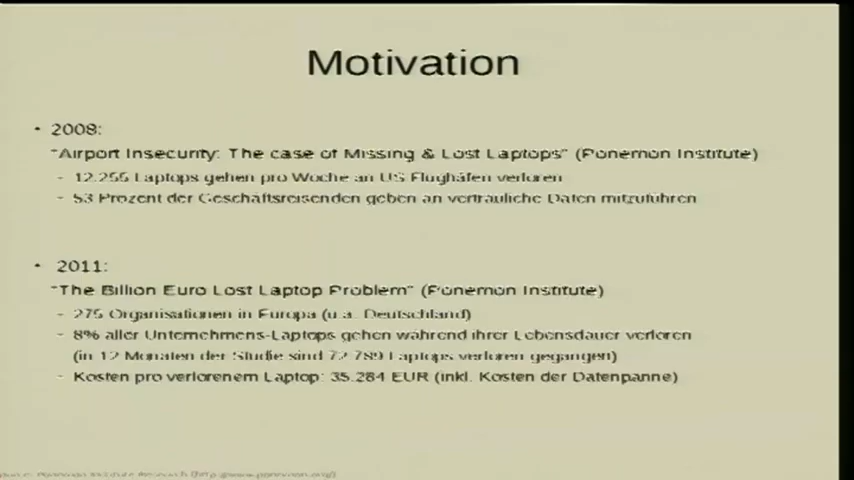 Motivation
• 2008:
"Airport Insecurity: The case of Missing & Lost Laptops" (Ponemon Institute)
- 12.255 Laptops gehen pro Woche an US Flughäfen verloren
- 53 Prozent der Geschäftsreisenden geben an vertrauliche Daten mitzuführen
• 2011:
"The Billion Euro Lost Laptop Problem" (Ponemon Institute)
- 275 Organisationen in Europa (u.a. Deutschland)
- 8% aller Unternehmens-Laptops gehen während ihrer Lebensdauer verloren
(in 12 Monaten der Studie sind 72.789 Laptops verloren gegangen)
- Kosten pro verlorenem Laptop: 35.284 EUR (inkl. Kosten der Datenpanne)